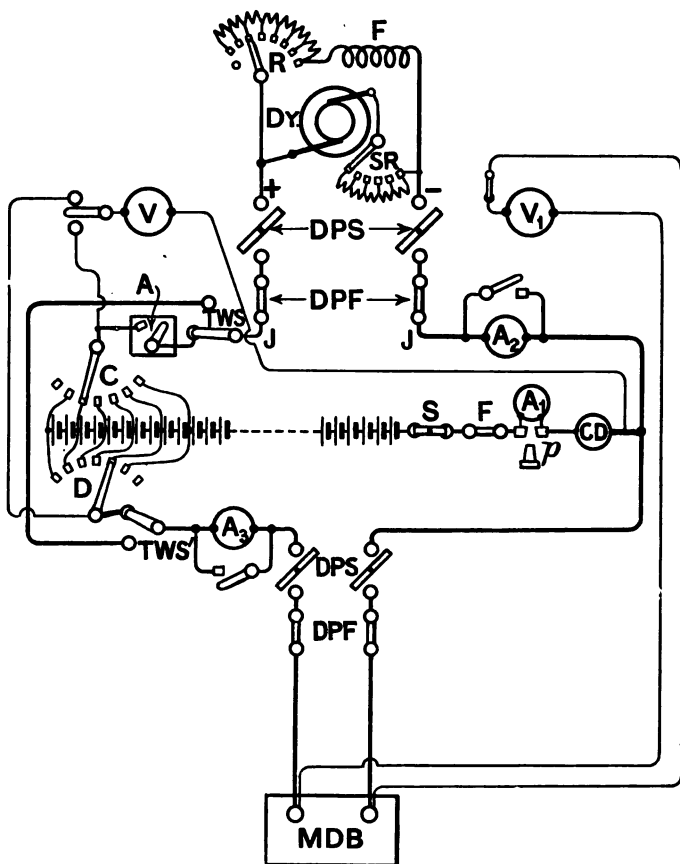 F
R
DY.
SR
+ −
V
V1
DPS
A
DPF
TWS
J J
A2
C
S F A1
CD
p
D
A3
TWS'
DPS
DPF
MDB